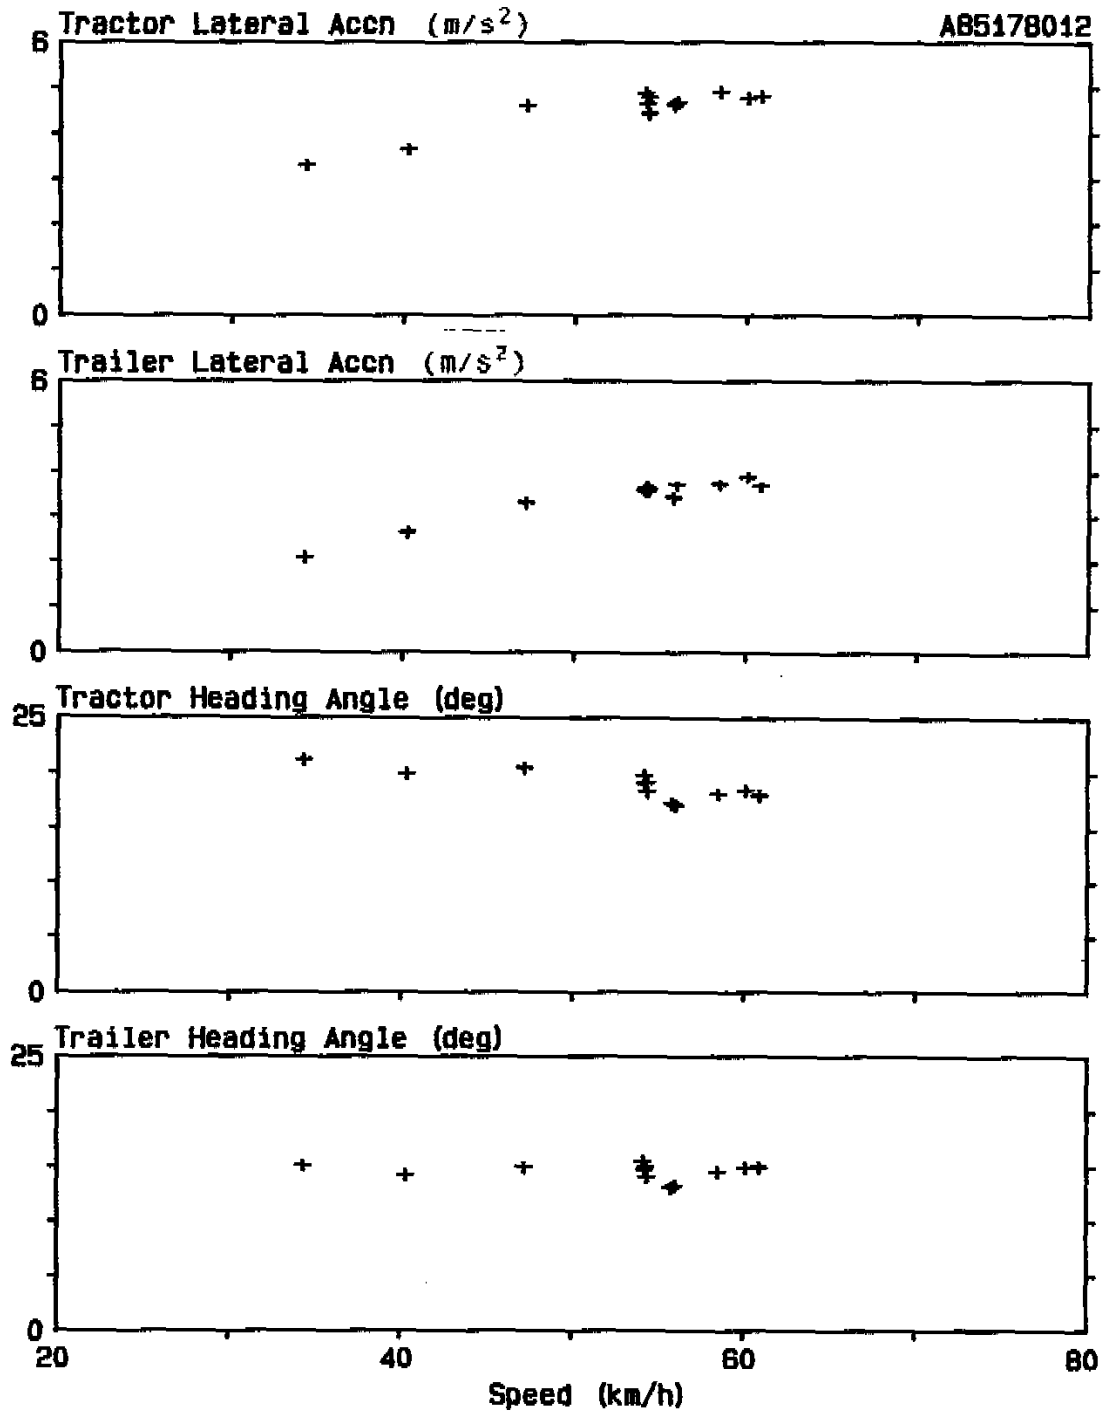 Tractor Lateral Accn (m/s²) AB5178012
6
0
Trailer Lateral Accn (m/s²)
6
0
Tractor Heading Angle (deg)
25
0
Trailer Heading Angle (deg)
25
0
20 40 60 80
Speed (km/h)